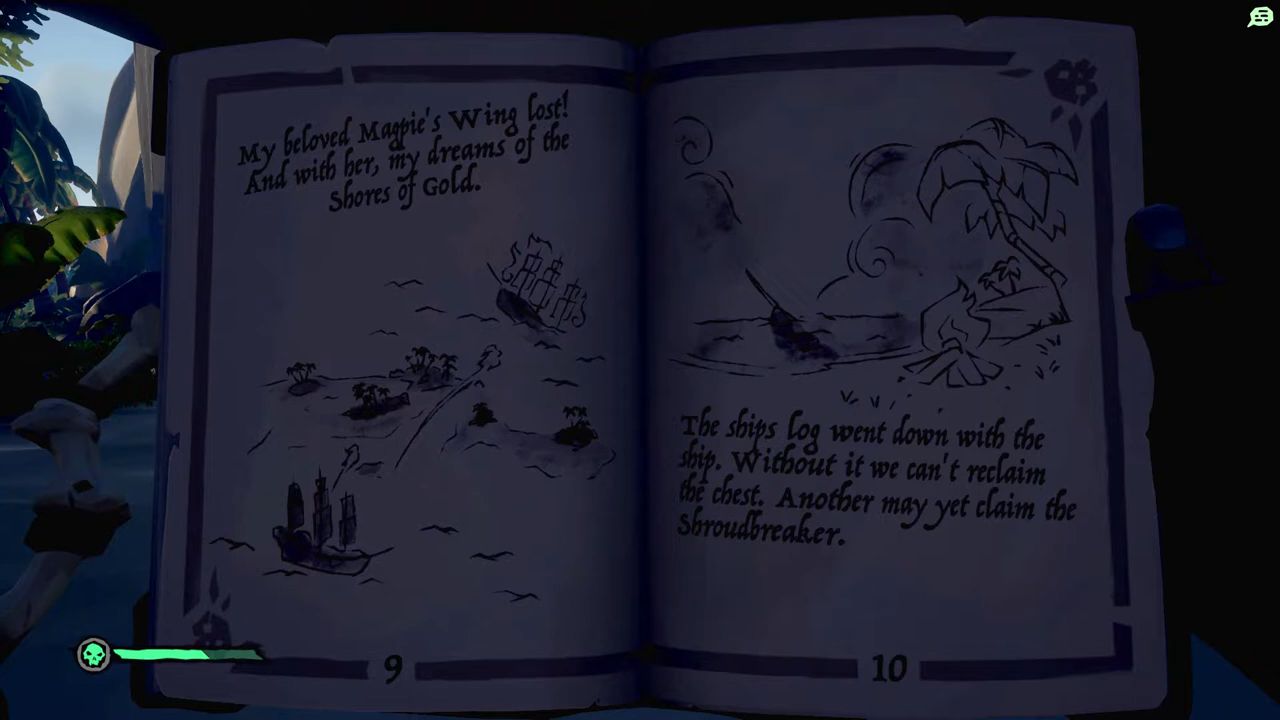 My beloved Magpie's Wing lost!
And with her, my dreams of the
Shores of Gold.
The ships log went down with the
ship. Without it we can't reclaim
the chest. Another may yet claim the
Shroudbreaker.
9
10